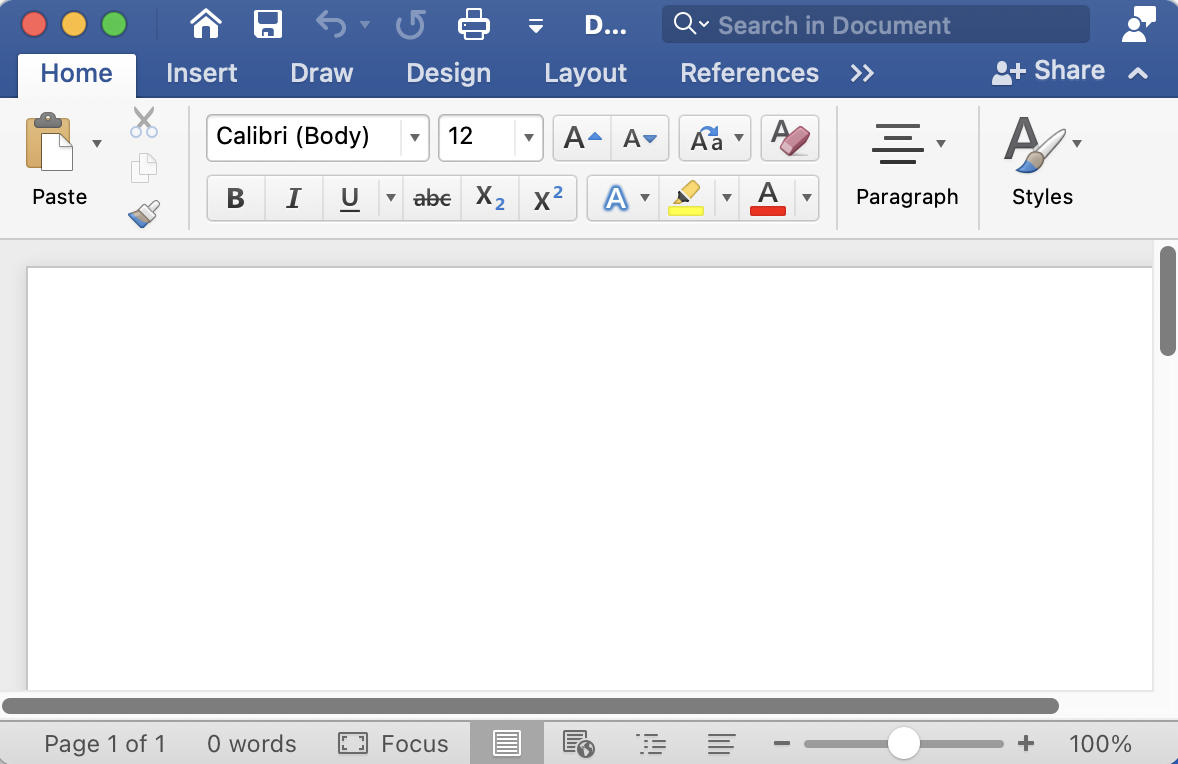 D... Search in Document
Home Insert Draw Design Layout References Share
Calibri (Body) 12 A A Aa A
Paste Paragraph Styles
B I U abc X2 X2 A A
Page 1 of 1 0 words Focus 100%